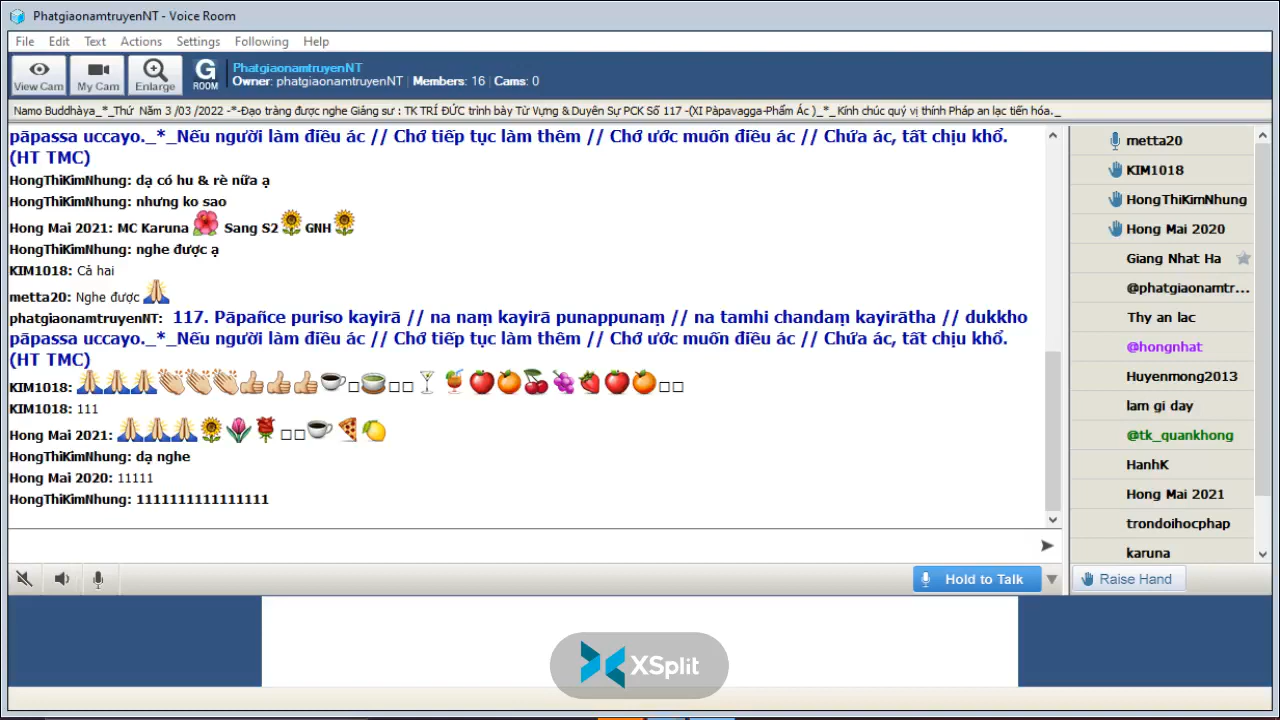 PhatgiaonamtruyenNT - Voice Room
File Edit Text Actions Settings Following Help
View Cam My Cam Enlarge G ROOM
PhatgiaonamtruyenNT
Owner: phatgiaonamtruyenNT | Members: 16 | Cams: 0
Namo Buddhàya_*_Thứ Năm 3 /03 /2022 -*-Đạo tràng được nghe Giảng sư : TK TRÍ ĐỨC trình bày Từ Vựng & Duyên Sự PCK Số 117 -(XI Pàpavagga-Phẩm Ác )_*_Kính chúc quý vị thính Pháp an lạc tiến hóa._
pāpassa uccayo._*_Nếu người làm điều ác // Chớ tiếp tục làm thêm // Chớ ước muốn điều ác // Chứa ác, tất chịu khổ.
(HT TMC)
HongThiKimNhung: dạ có hu & rè nữa ạ
HongThiKimNhung: nhưng ko sao
Hong Mai 2021: MC Karuna 🌺 Sang S2 🌻 GNH 🌻
HongThiKimNhung: nghe được ạ
KIM1018: Cả hai
metta20: Nghe được 🙏
phatgiaonamtruyenNT: 117. Pāpañce puriso kayirā // na naṃ kayirā punappunaṃ // na tamhi chandaṃ kayirātha // dukkho
pāpassa uccayo._*_Nếu người làm điều ác // Chớ tiếp tục làm thêm // Chớ ước muốn điều ác // Chứa ác, tất chịu khổ.
(HT TMC)
KIM1018: 🙏🙏🙏👏👏👏👍👍👍☕□🍵□□🍸🍹🍎🍊🍒🍇🍓🍎🍊□□
KIM1018: 111
Hong Mai 2021: 🙏🙏🙏🌻🌷🌹□□☕🍕🍋
HongThiKimNhung: dạ nghe
Hong Mai 2020: 11111
HongThiKimNhung: 1111111111111111
Hold to Talk
metta20
KIM1018
HongThiKimNhung
Hong Mai 2020
Giang Nhat Ha
@phatgiaonamtr...
Thy an lac
@hongnhat
Huyenmong2013
lam gi day
@tk_quankhong
HanhK
Hong Mai 2021
trondoihocphap
karuna
Raise Hand
XSplit